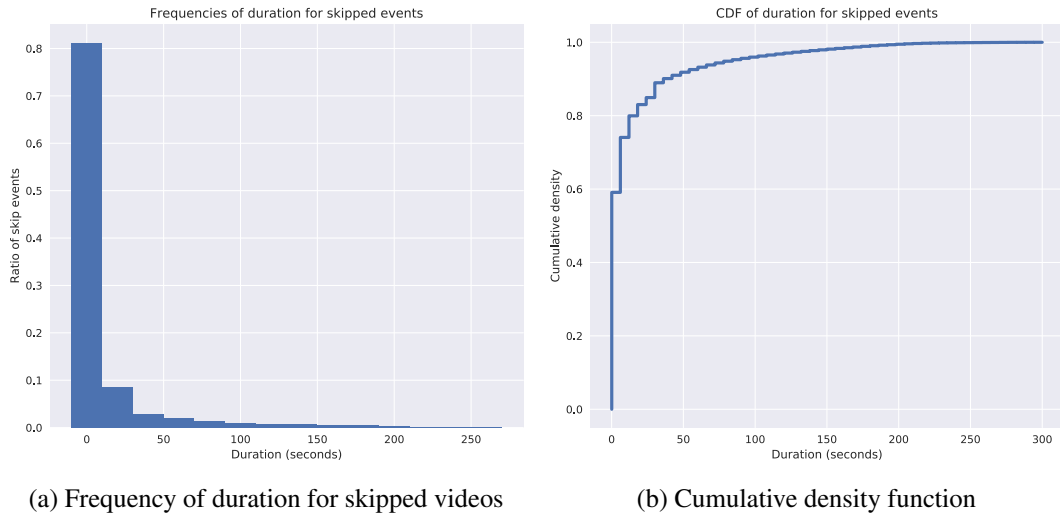 Frequencies of duration for skipped events
0.8
0.7
0.6
0.5
0.4
0.3
0.2
0.1
0.0
Ratio of skip events
0 50 100 150 200 250
Duration (seconds)
(a) Frequency of duration for skipped videos
CDF of duration for skipped events
1.0
0.8
0.6
0.4
0.2
0.0
Cumulative density
0 50 100 150 200 250 300
Duration (seconds)
(b) Cumulative density function